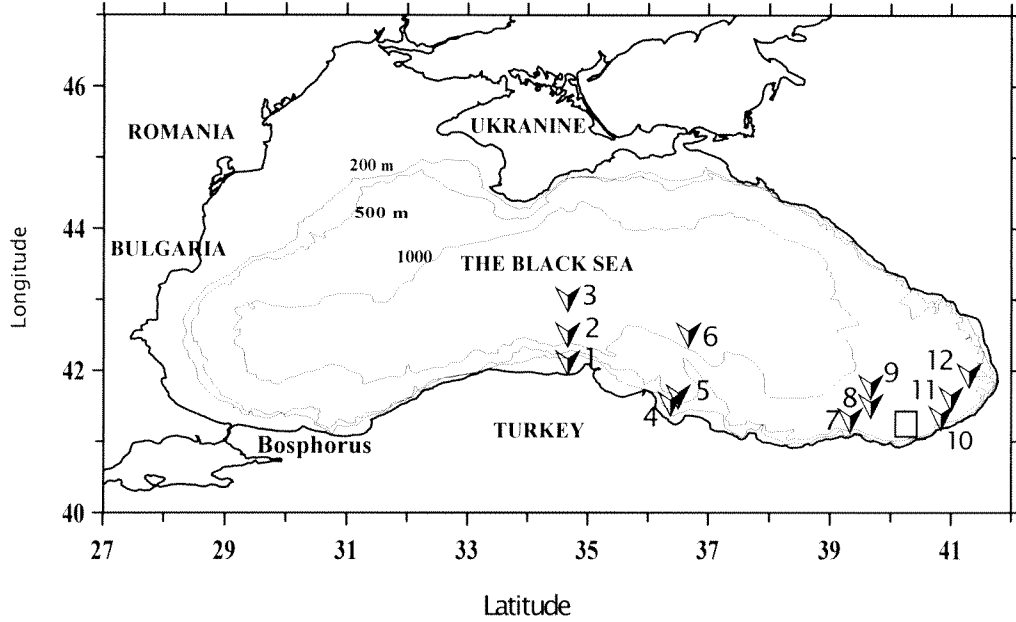 46
ROMANIA
UKRANINE
200 m
500 m
44
BULGARIA
1000
THE BLACK SEA
3
2
6
1
42
12
9
5
11
8
4
7
10
TURKEY
Bosphorus
40
27 29 31 33 35 37 39 41
Longitude
Latitude